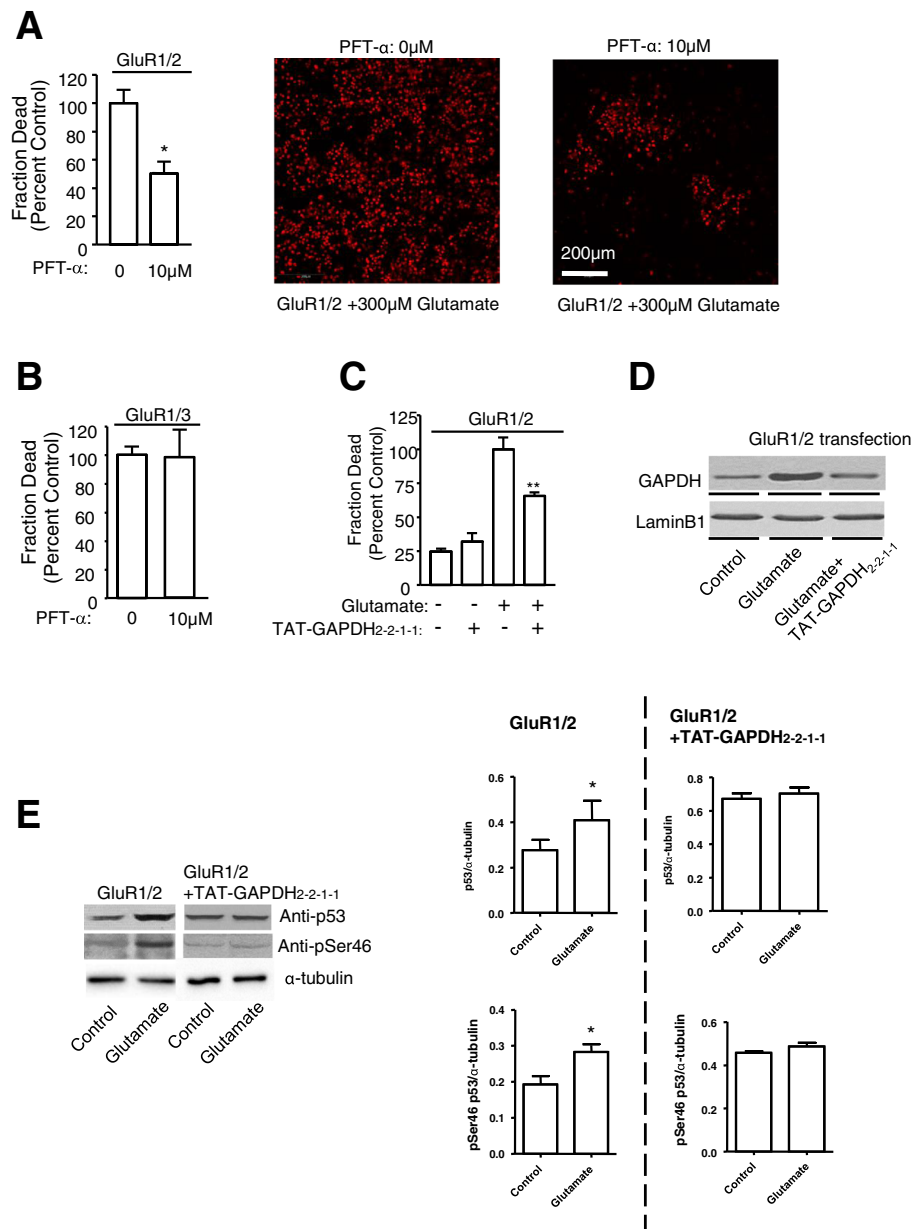 A
GluR1/2
120
100
80
60
40
20
0
Fraction Dead
(Percent Control)
*
PFT-α: 0 10μM
PFT-α: 0μM
GluR1/2 +300μM Glutamate
PFT-α: 10μM
200μm
GluR1/2 +300μM Glutamate
B
GluR1/3
120
100
80
60
40
20
0
Fraction Dead
(Percent Control)
PFT-α: 0 10μM
C
GluR1/2
125
100
75
50
25
0
Fraction Dead
(Percent Control)
**
Glutamate: - - + +
TAT-GAPDH2-2-1-1: - + - +
D
GluR1/2 transfection
GAPDH
LaminB1
Control
Glutamate
Glutamate+
TAT-GAPDH2-2-1-1
E
GluR1/2
GluR1/2
+TAT-GAPDH2-2-1-1
Anti-p53
Anti-pSer46
α-tubulin
Control
Glutamate
Control
Glutamate
GluR1/2
0.6
0.4
0.2
0.0
p53/α-tubulin
*
Control
Glutamate
GluR1/2
+TAT-GAPDH2-2-1-1
0.8
0.6
0.4
0.2
0.0
p53/α-tubulin
Control
Glutamate
0.4
0.3
0.2
0.1
0.0
pSer46 p53/α-tubulin
*
Control
Glutamate
0.6
0.4
0.2
0.0
pSer46 p53/α-tubulin
Control
Glutamate